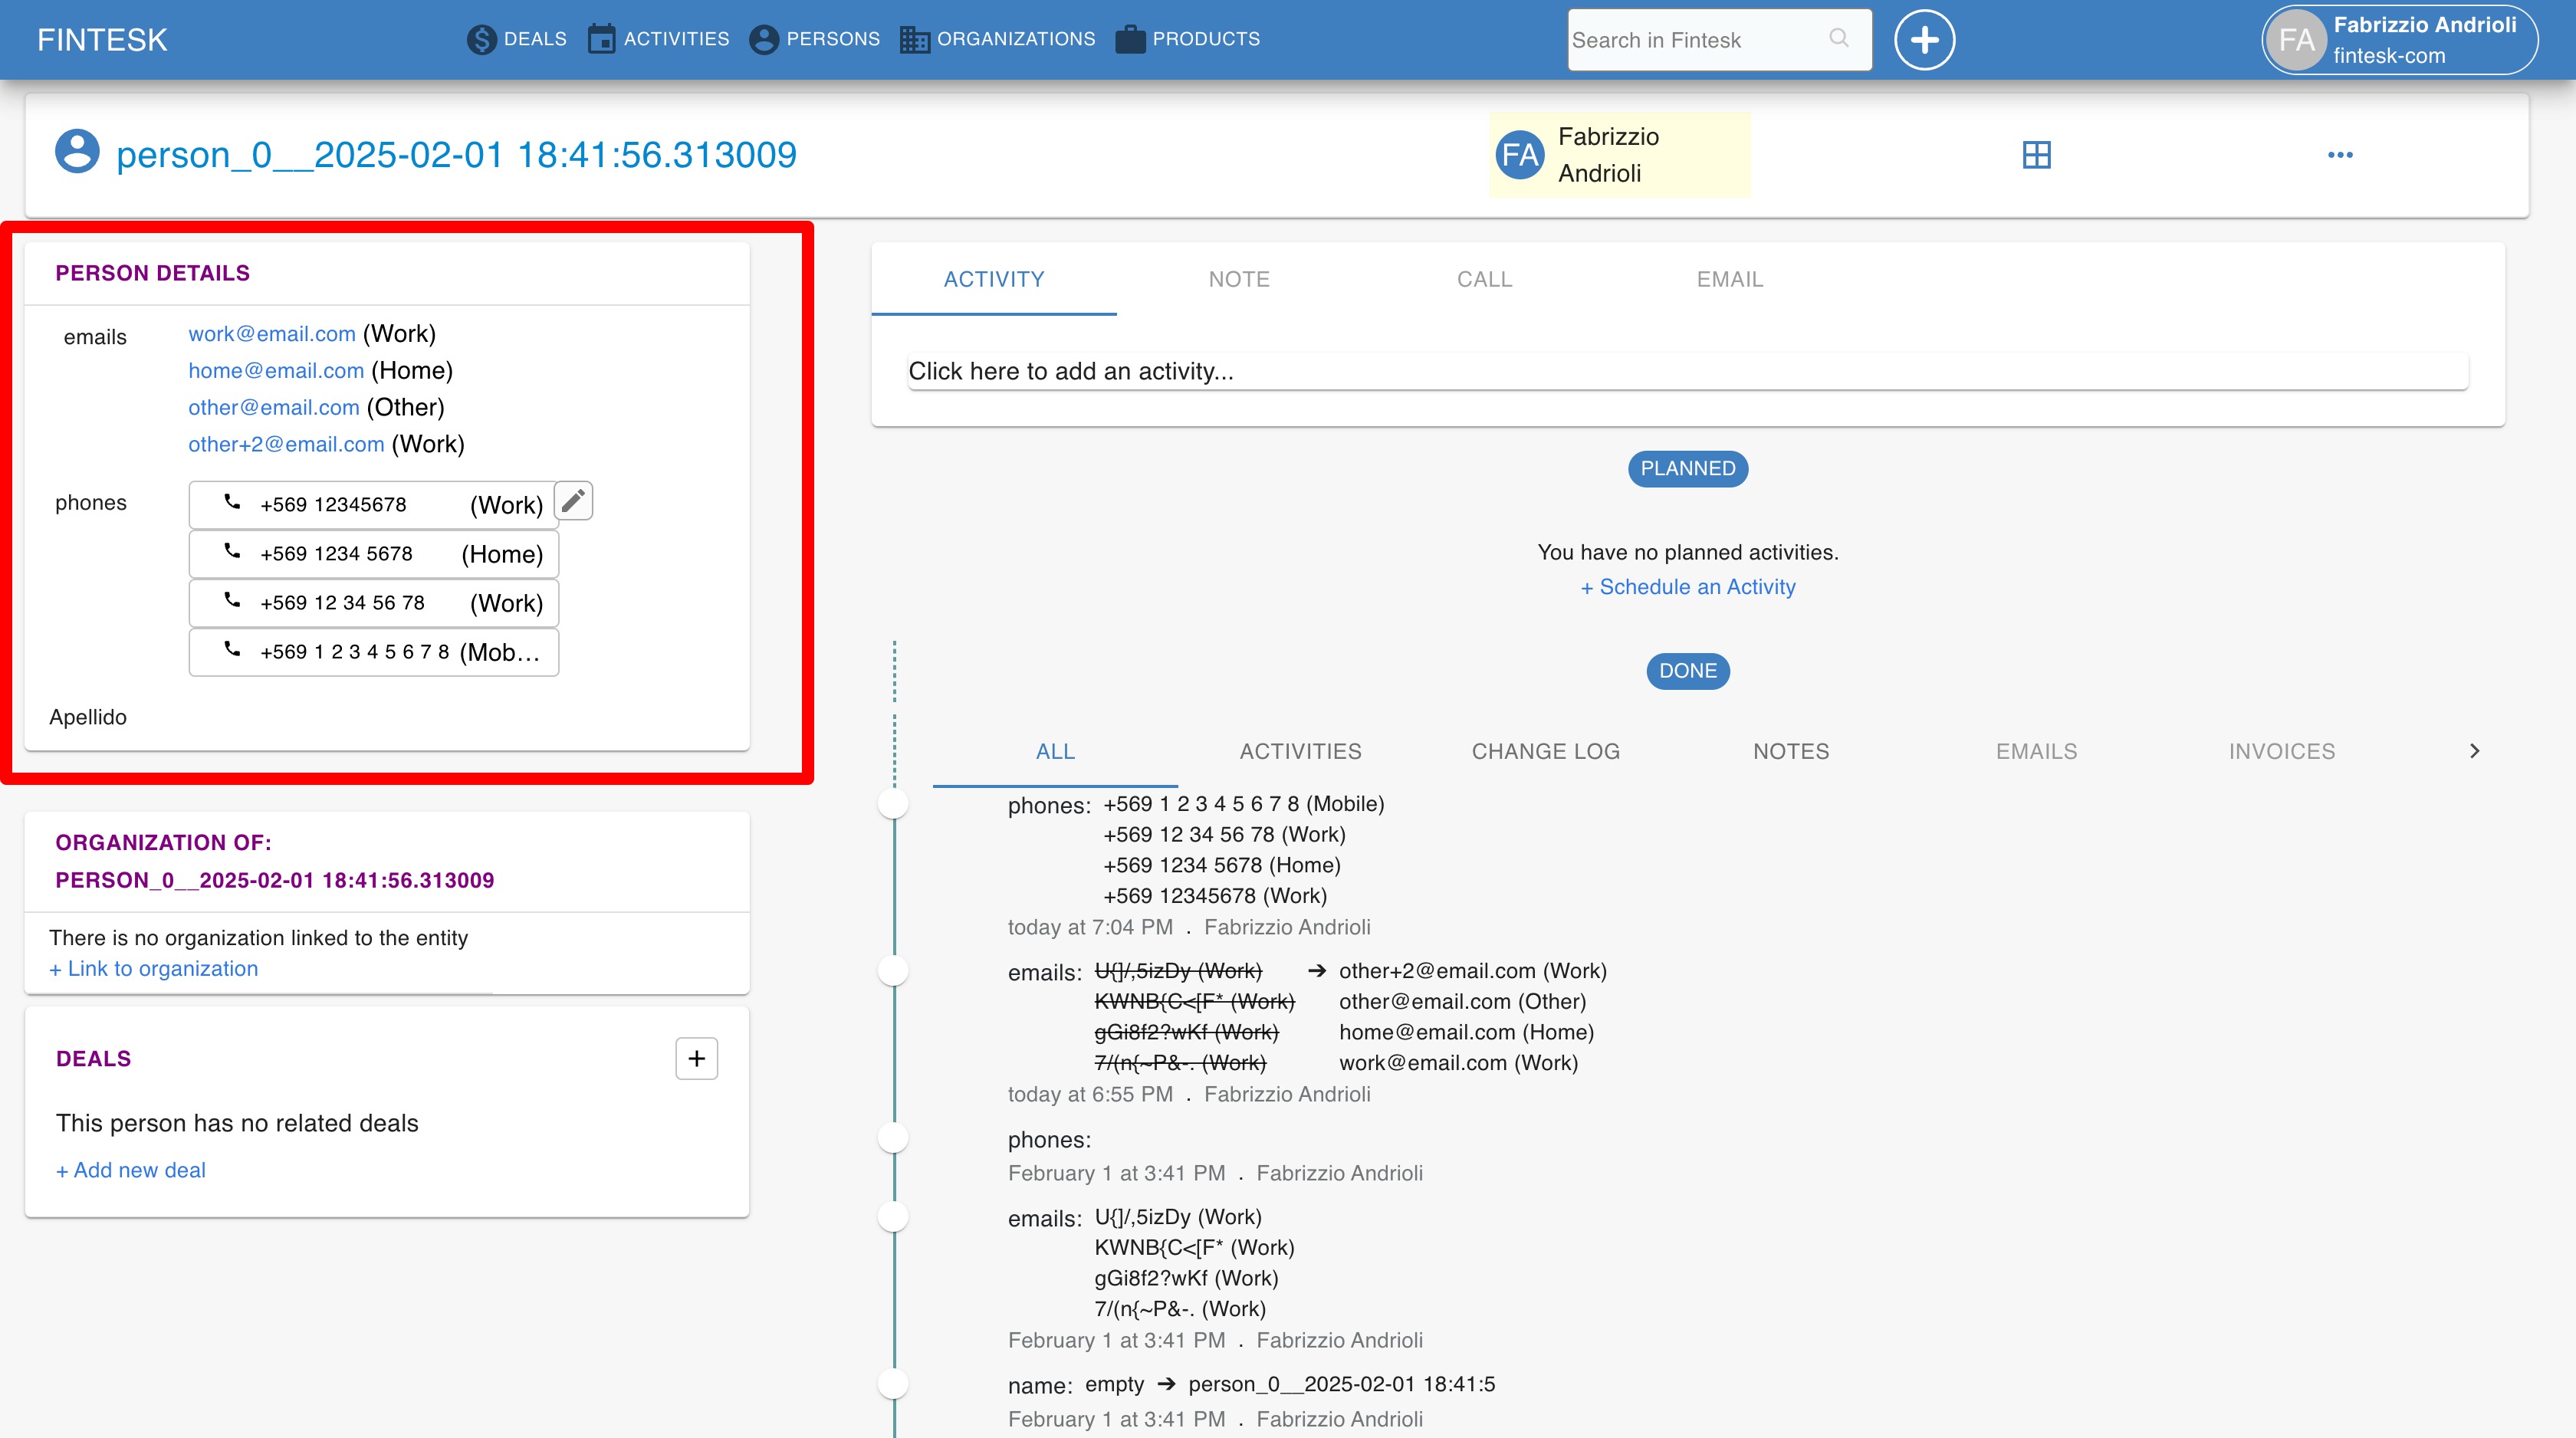 FINTESK
DEALS ACTIVITIES PERSONS ORGANIZATIONS PRODUCTS
Search in Fintesk
FA Fabrizzio Andrioli
fintesk-com
person_0__2025-02-01 18:41:56.313009
FA Fabrizzio
Andrioli
PERSON DETAILS
emails work@email.com (Work)
home@email.com (Home)
other@email.com (Other)
other+2@email.com (Work)
phones +569 12345678 (Work)
+569 1234 5678 (Home)
+569 12 34 56 78 (Work)
+569 1 2 3 4 5 6 7 8 (Mob...
Apellido
ORGANIZATION OF:
PERSON_0__2025-02-01 18:41:56.313009
There is no organization linked to the entity
+ Link to organization
DEALS +
This person has no related deals
+ Add new deal
ACTIVITY NOTE CALL EMAIL
Click here to add an activity...
PLANNED
You have no planned activities.
+ Schedule an Activity
DONE
ALL ACTIVITIES CHANGE LOG NOTES EMAILS INVOICES
phones: +569 1 2 3 4 5 6 7 8 (Mobile)
+569 12 34 56 78 (Work)
+569 1234 5678 (Home)
+569 12345678 (Work)
today at 7:04 PM . Fabrizzio Andrioli
emails: U{]/,5izDy (Work) ➔ other+2@email.com (Work)
KWNB{C<[F* (Work) other@email.com (Other)
gGi8f2?wKf (Work) home@email.com (Home)
7/(n{~P&-. (Work) work@email.com (Work)
today at 6:55 PM . Fabrizzio Andrioli
phones:
February 1 at 3:41 PM . Fabrizzio Andrioli
emails: U{]/,5izDy (Work)
KWNB{C<[F* (Work)
gGi8f2?wKf (Work)
7/(n{~P&-. (Work)
February 1 at 3:41 PM . Fabrizzio Andrioli
name: empty ➔ person_0__2025-02-01 18:41:5
February 1 at 3:41 PM . Fabrizzio Andrioli